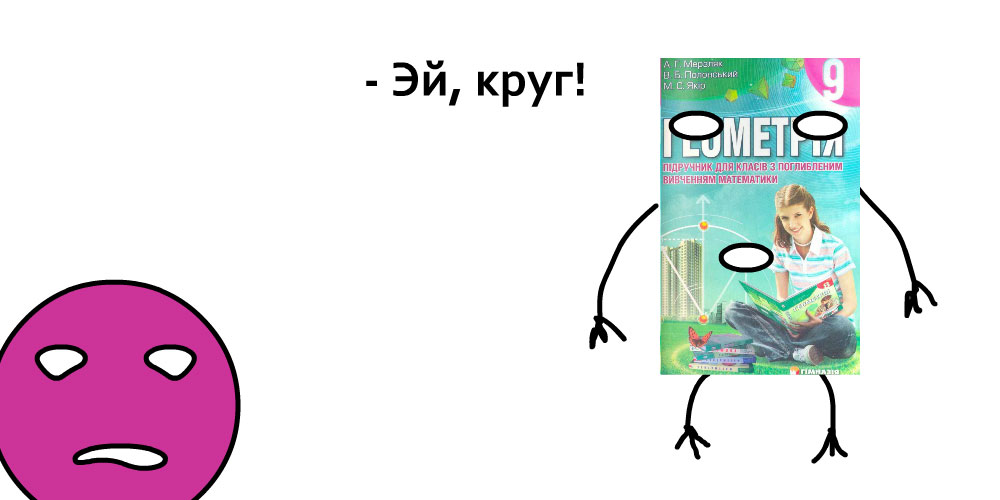 - Эй, круг!
А. Г. Мерзляк
В. Б. Полонський
М. С. Якір
9
ГЕОМЕТРІЯ
ПІДРУЧНИК ДЛЯ КЛАСІВ З ПОГЛИБЛЕНИМ
ВИВЧЕННЯМ МАТЕМАТИКИ
ГІМНАЗІЯ